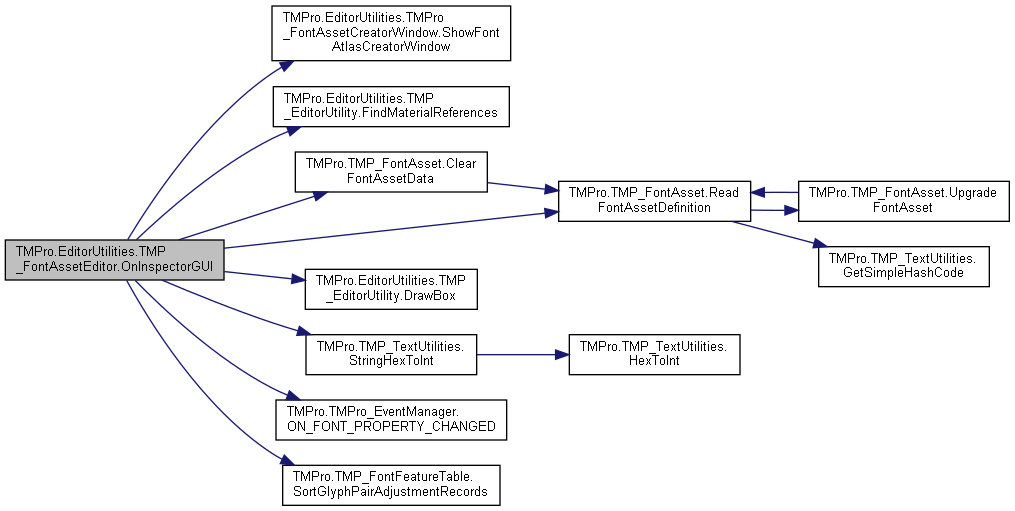 TMPro.EditorUtilities.TMPro
_FontAssetCreatorWindow.ShowFont
AtlasCreatorWindow
TMPro.EditorUtilities.TMP
_EditorUtility.FindMaterialReferences
TMPro.TMP_FontAsset.Clear
FontAssetData
TMPro.TMP_FontAsset.Read
FontAssetDefinition
TMPro.TMP_FontAsset.Upgrade
FontAsset
TMPro.EditorUtilities.TMP
_FontAssetEditor.OnInspectorGUI
TMPro.TMP_TextUtilities.
GetSimpleHashCode
TMPro.EditorUtilities.TMP
_EditorUtility.DrawBox
TMPro.TMP_TextUtilities.
StringHexToInt
TMPro.TMP_TextUtilities.
HexToInt
TMPro.TMPro_EventManager.
ON_FONT_PROPERTY_CHANGED
TMPro.TMP_FontFeatureTable.
SortGlyphPairAdjustmentRecords